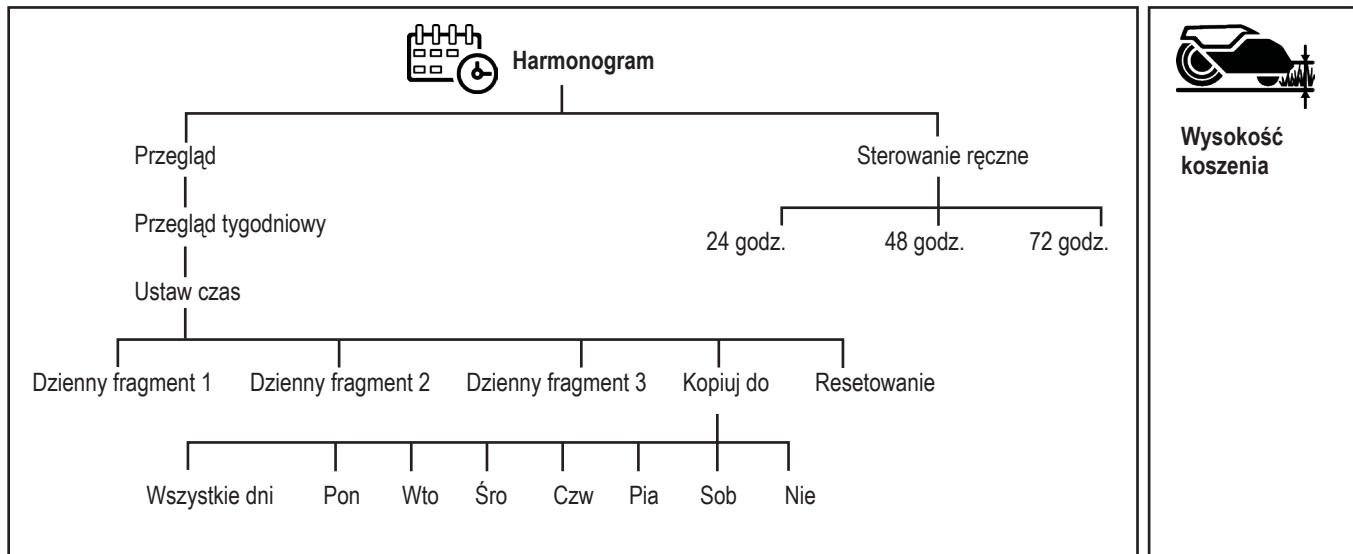 Harmonogram
Przegląd
Sterowanie ręczne
Przegląd tygodniowy
24 godz. 48 godz. 72 godz.
Ustaw czas
Dzienny fragment 1 Dzienny fragment 2 Dzienny fragment 3 Kopiuj do Resetowanie
Wszystkie dni Pon Wto Śro Czw Pia Sob Nie
Wysokość
koszenia